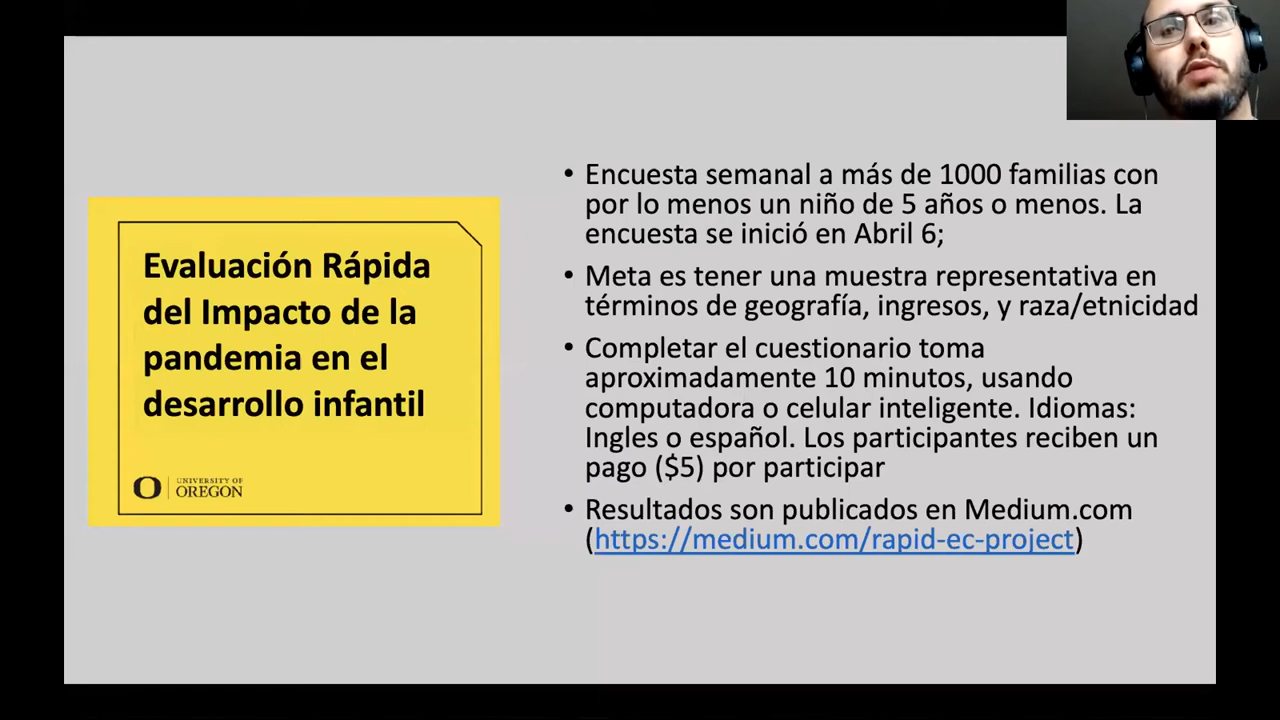 Evaluación Rápida
del Impacto de la
pandemia en el
desarrollo infantil
UNIVERSITY OF
OREGON
• Encuesta semanal a más de 1000 familias con
por lo menos un niño de 5 años o menos. La
encuesta se inició en Abril 6;
• Meta es tener una muestra representativa en
términos de geografía, ingresos, y raza/etnicidad
• Completar el cuestionario toma
aproximadamente 10 minutos, usando
computadora o celular inteligente. Idiomas:
Ingles o español. Los participantes reciben un
pago ($5) por participar
• Resultados son publicados en Medium.com
(https://medium.com/rapid-ec-project)